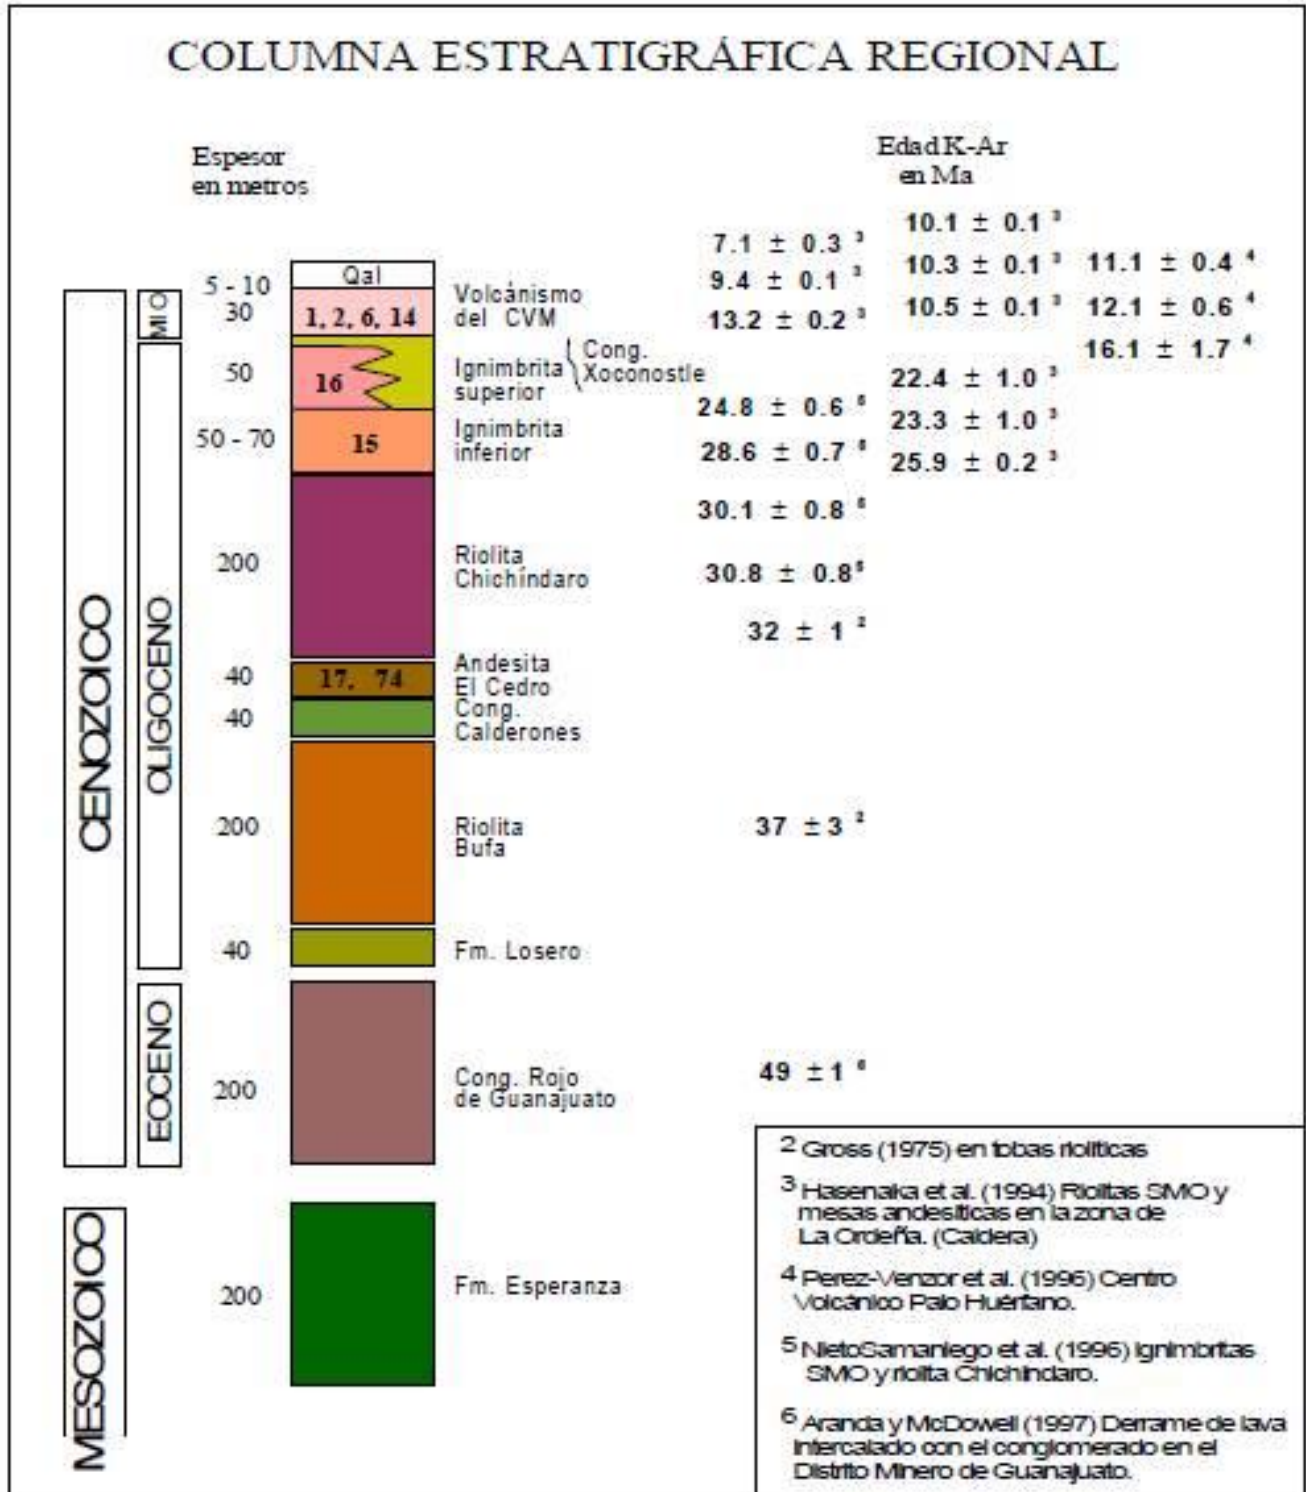 COLUMNA ESTRATIGRÁFICA REGIONAL
Espesor
en metros
Edad K-Ar
en Ma
10.1 ± 0.1 ³
7.1 ± 0.3 ³
10.3 ± 0.1 ³
11.1 ± 0.4 ⁴
9.4 ± 0.1 ³
10.5 ± 0.1 ³
12.1 ± 0.6 ⁴
13.2 ± 0.2 ³
16.1 ± 1.7 ⁴
5 - 10
Qal
MIO
30
1, 2, 6, 14
Volcánismo
del CVM
50
16
Ignimbrita
superior
Cong.
Xoconostle
22.4 ± 1.0 ³
24.8 ± 0.6 ⁵
23.3 ± 1.0 ³
50 - 70
15
Ignimbrita
inferior
28.6 ± 0.7 ⁵
25.9 ± 0.2 ³
30.1 ± 0.8 ⁵
CENOZOICO
OLIGOCENO
200
Riolita
Chichíndaro
30.8 ± 0.8⁵
32 ± 1 ²
40
17, 74
Andesita
El Cedro
40
Cong.
Calderones
200
Riolita
Bufa
37 ±3 ²
40
Fm. Losero
EOCENO
200
Cong. Rojo
de Guanajuato
49 ±1 ⁶
MESOZOICO
200
Fm. Esperanza
² Gross (1975) en tobas riolíticas
³ Hasenaka et al. (1994) Riolitas SMO y
mesas andesíticas en la zona de
La Ordeña. (Caldera)
⁴ Perez-Venzor et al. (1996) Centro
Volcánico Palo Huérfano.
⁵ NietoSamaniego et al. (1996) Ignimbritas
SMO y riolita Chichindaro.
⁶ Aranda y McDowell (1997) Derrame de lava
intercalado con el conglomerado en el
Distrito Minero de Guanajuato.